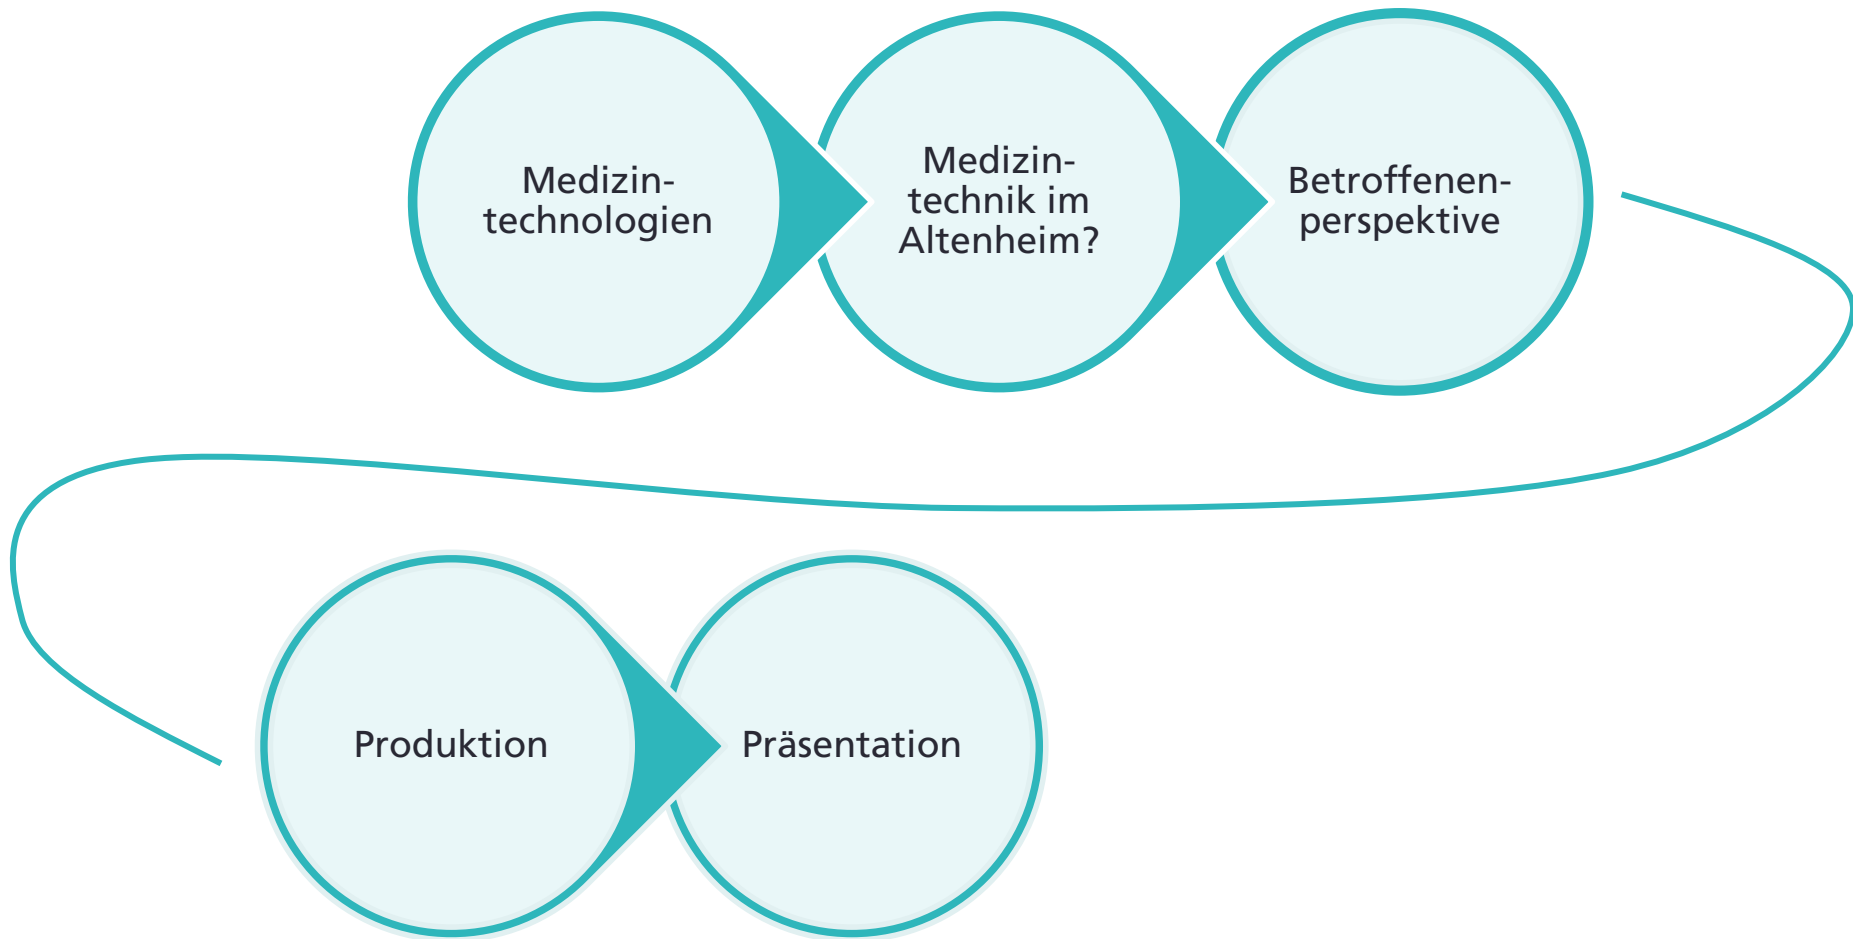 Medizin-
technologien
Medizin-
technik im
Altenheim?
Betroffenen-
perspektive
Produktion
Präsentation